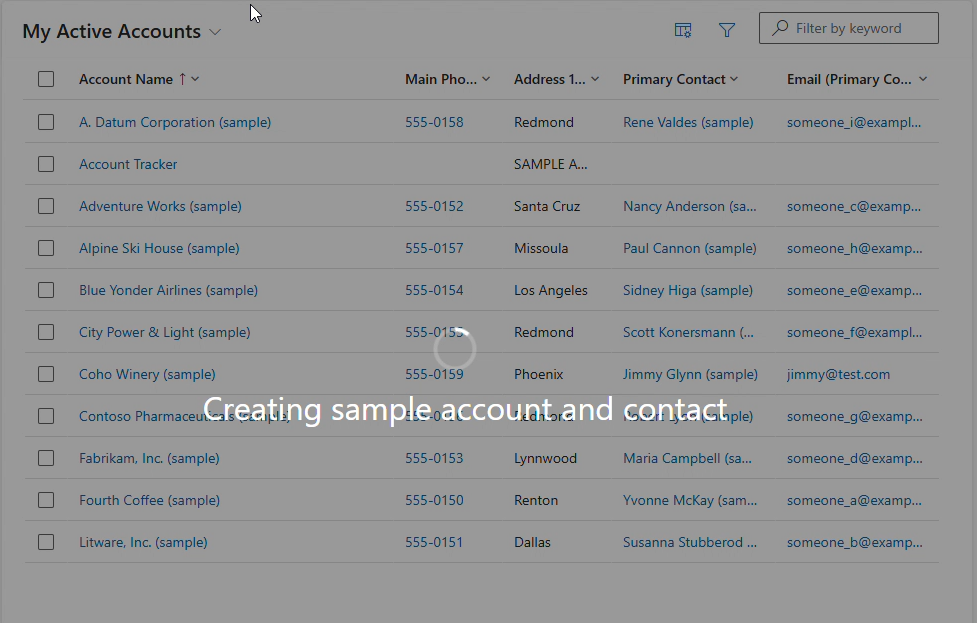 My Active Accounts
Filter by keyword
Account Name Main Pho... Address 1... Primary Contact Email (Primary Co...
A. Datum Corporation (sample) 555-0158 Redmond Rene Valdes (sample) someone_i@exampl...
Account Tracker SAMPLE A...
Adventure Works (sample) 555-0152 Santa Cruz Nancy Anderson (sa... someone_c@examp...
Alpine Ski House (sample) 555-0157 Missoula Paul Cannon (sample) someone_h@examp...
Blue Yonder Airlines (sample) 555-0154 Los Angeles Sidney Higa (sample) someone_e@examp...
City Power & Light (sample) 555-0155 Redmond Scott Konersmann (... someone_f@exampl...
Coho Winery (sample) 555-0159 Phoenix Jimmy Glynn (sample) jimmy@test.com
Creating sample account and contact
Contoso Pharmaceuticals (sample) Redmond (sample) someone_g@examp...
Fabrikam, Inc. (sample) 555-0153 Lynnwood Maria Campbell (sa... someone_d@examp...
Fourth Coffee (sample) 555-0150 Renton Yvonne McKay (sam... someone_a@examp...
Litware, Inc. (sample) 555-0151 Dallas Susanna Stubberod ... someone_b@examp...